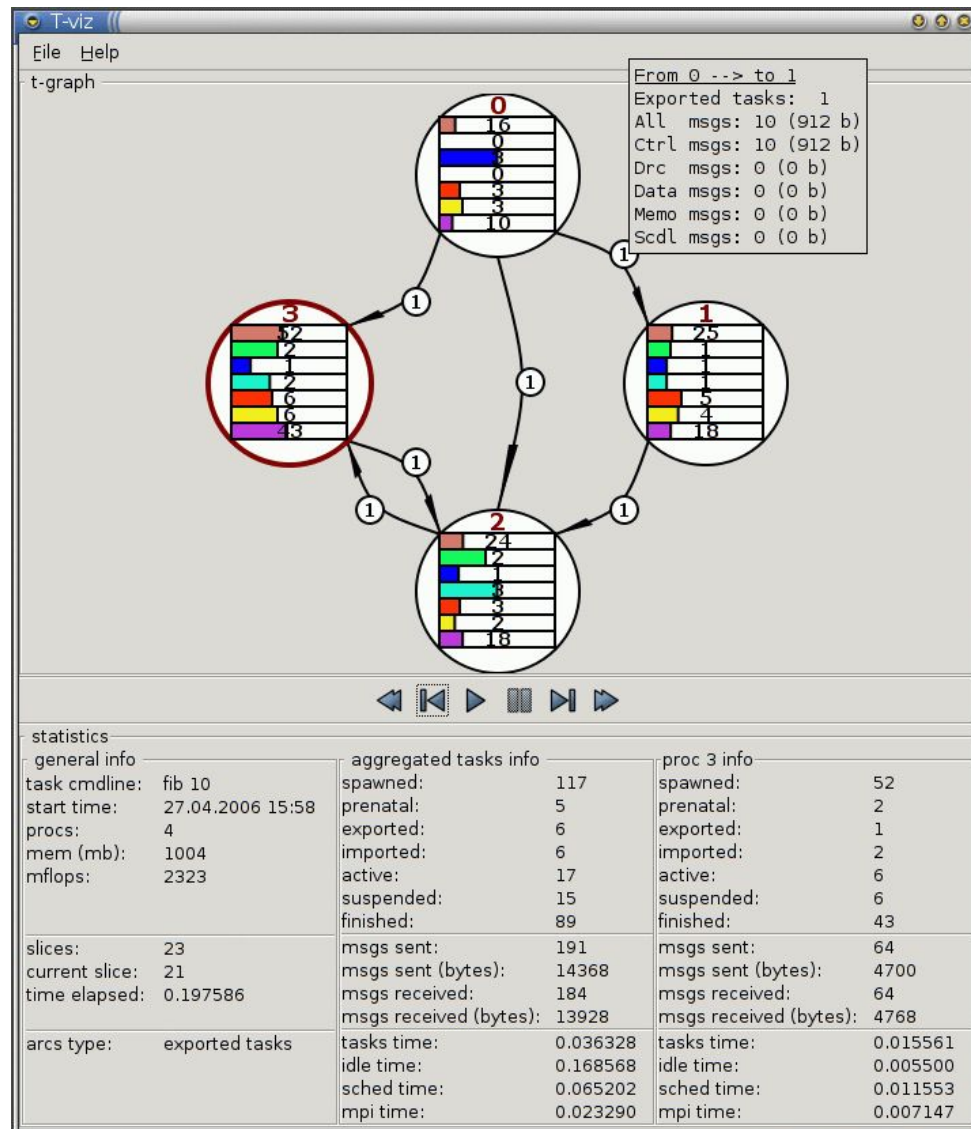 T-viz
File Help
t-graph
From 0 --> to 1
Exported tasks: 1
All msgs: 10 (912 b)
Ctrl msgs: 10 (912 b)
Drc msgs: 0 (0 b)
Data msgs: 0 (0 b)
Memo msgs: 0 (0 b)
Scdl msgs: 0 (0 b)
0
16
0
3
0
3
3
10
1
1
1
3
52
2
1
2
6
6
43
1
25
1
1
1
5
4
18
1
1
1
2
24
2
1
3
3
2
18
statistics
general info
task cmdline: fib 10
start time: 27.04.2006 15:58
procs: 4
mem (mb): 1004
mflops: 2323
slices: 23
current slice: 21
time elapsed: 0.197586
arcs type: exported tasks
aggregated tasks info
spawned: 117
prenatal: 5
exported: 6
imported: 6
active: 17
suspended: 15
finished: 89
msgs sent: 191
msgs sent (bytes): 14368
msgs received: 184
msgs received (bytes): 13928
tasks time: 0.036328
idle time: 0.168568
sched time: 0.065202
mpi time: 0.023290
proc 3 info
spawned: 52
prenatal: 2
exported: 1
imported: 2
active: 6
suspended: 6
finished: 43
msgs sent: 64
msgs sent (bytes): 4700
msgs received: 64
msgs received (bytes): 4768
tasks time: 0.015561
idle time: 0.005500
sched time: 0.011553
mpi time: 0.007147